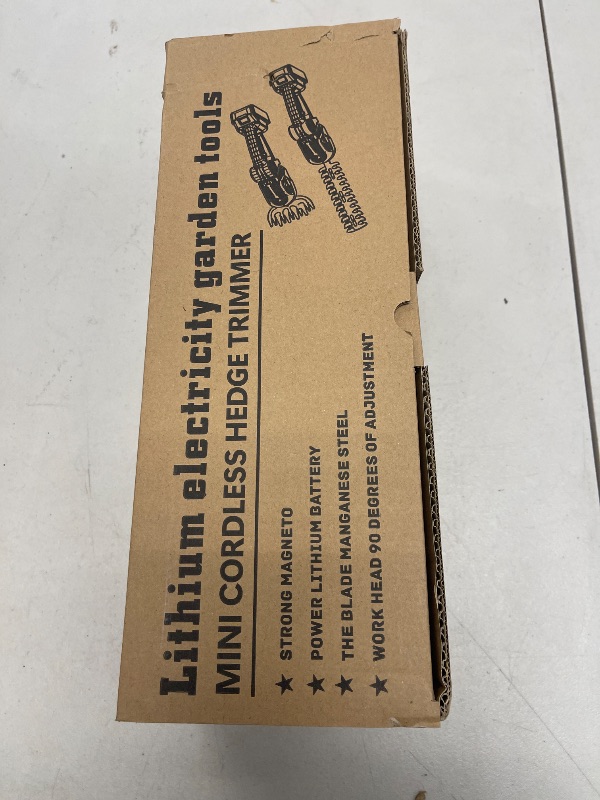 Lithium electricity garden tools
MINI CORDLESS HEDGE TRIMMER
★ STRONG MAGNETO
★ POWER LITHIUM BATTERY
★ THE BLADE MANGANESE STEEL
★ WORK HEAD 90 DEGREES OF ADJUSTMENT